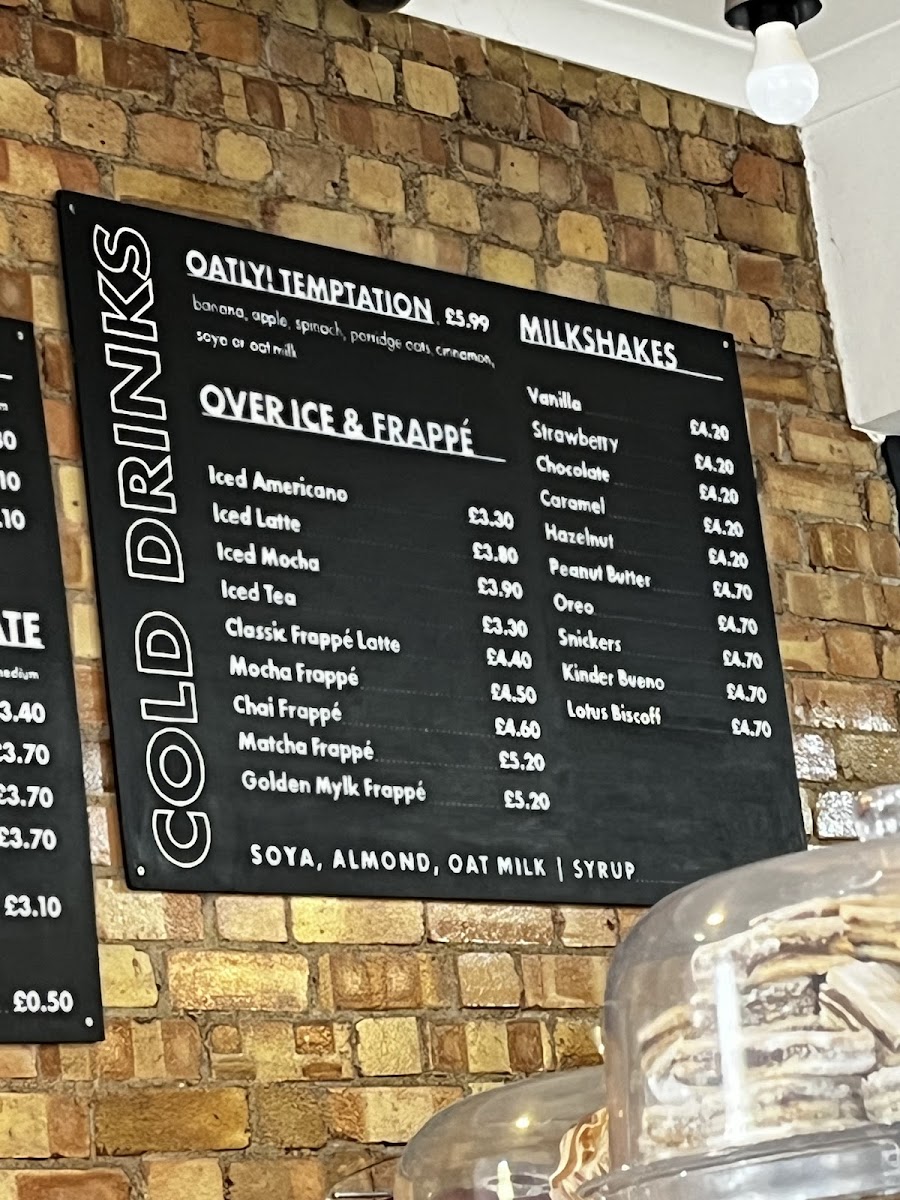 COLD DRINKS
OATLY! TEMPTATION £5.99
banana, apple, spinach, porridge oats, cinnamon,
soya or oat milk
OVER ICE & FRAPPÉ
Iced Americano £3.30
Iced Latte £3.80
Iced Mocha £3.90
Iced Tea £3.30
Classic Frappé Latte £4.40
Mocha Frappé £4.50
Chai Frappé £4.60
Matcha Frappé £5.20
Golden Mylk Frappé £5.20
MILKSHAKES
Vanilla £4.20
Strawberry £4.20
Chocolate £4.20
Caramel £4.20
Hazelnut £4.20
Peanut Butter £4.70
Oreo £4.70
Snickers £4.70
Kinder Bueno £4.70
Lotus Biscoff £4.70
SOYA, ALMOND, OAT MILK | SYRUP
.10
ATE
medium
3.40
£3.70
£3.70
£3.70
£3.10
£0.50